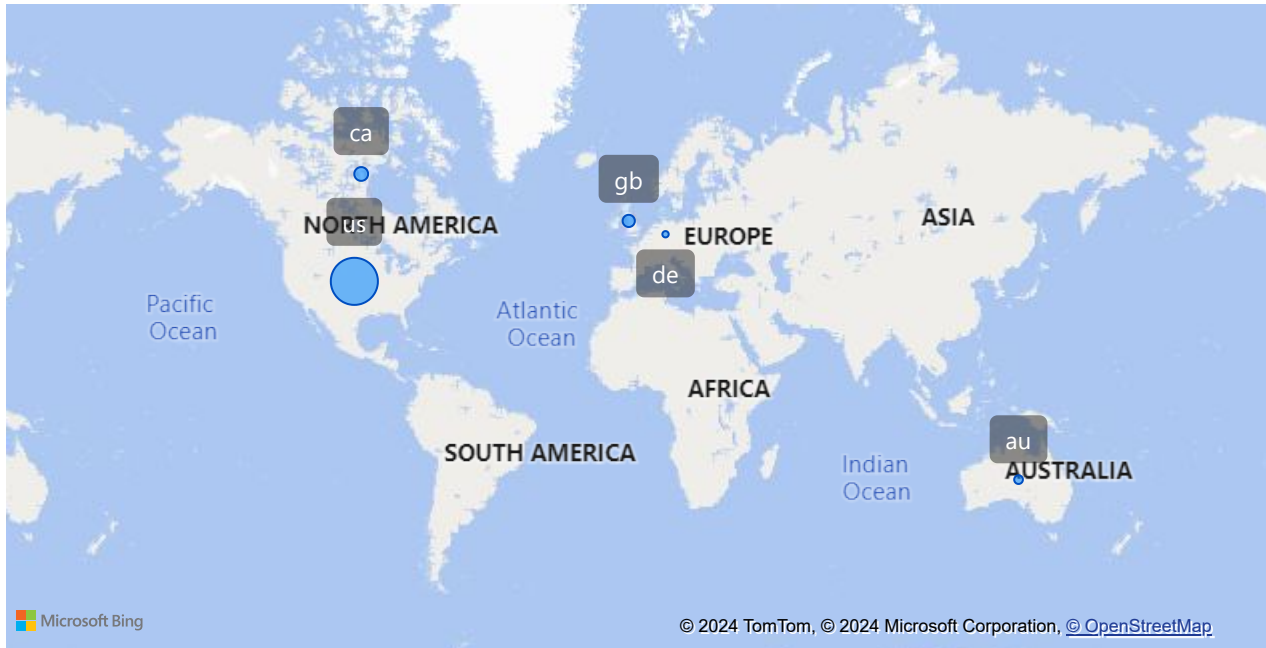 ca
gb
us
NORTH AMERICA
ASIA
EUROPE
de
Pacific
Ocean
Atlantic
Ocean
AFRICA
au
SOUTH AMERICA
Indian
Ocean
AUSTRALIA
Microsoft Bing
© 2024 TomTom, © 2024 Microsoft Corporation, © OpenStreetMap